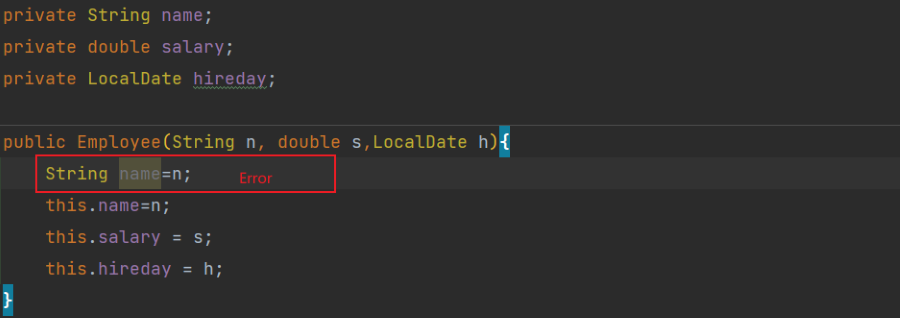 private String name;
private double salary;
private LocalDate hireday;
public Employee(String n, double s,LocalDate h){
String name=n; Error
this.name=n;
this.salary = s;
this.hireday = h;
}